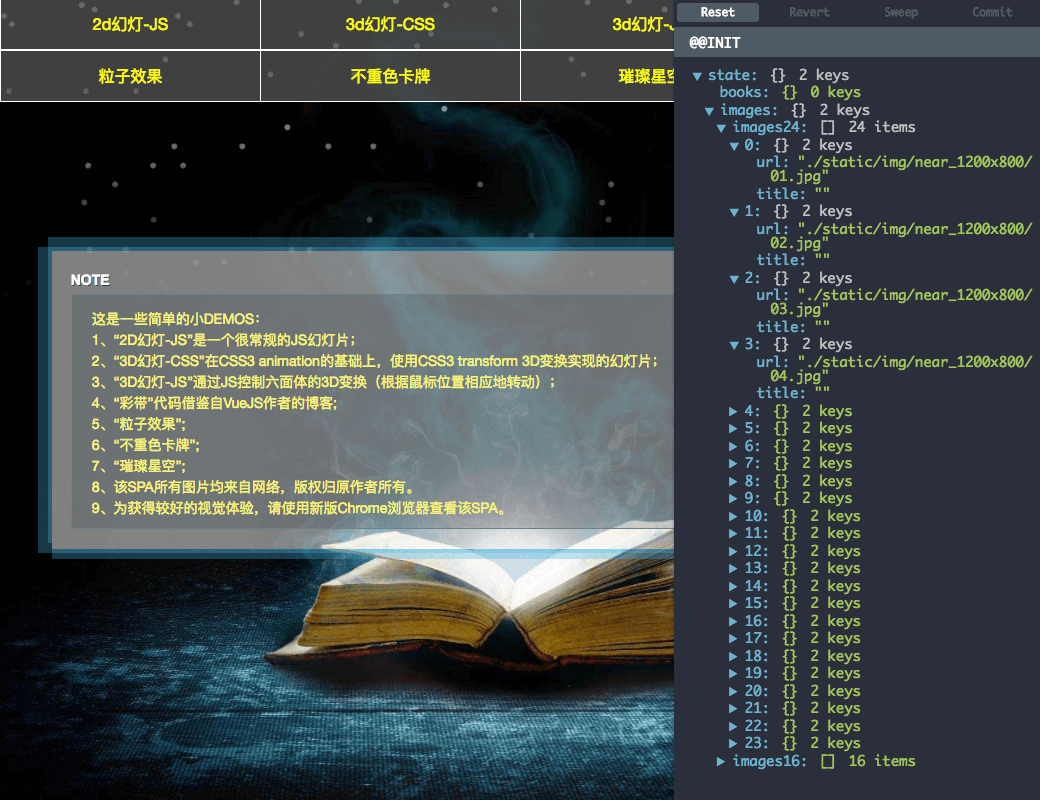 2d幻灯-JS
3d幻灯-CSS
3d幻灯-J
粒子效果
不重色卡牌
璀璨星空
NOTE
这是一些简单的小DEMOS：
1、“2D幻灯-JS”是一个很常规的JS幻灯片；
2、“3D幻灯-CSS”在CSS3 animation的基础上，使用CSS3 transform 3D变换实现的幻灯片；
3、“3D幻灯-JS”通过JS控制六面体的3D变换（根据鼠标位置相应地转动）；
4、“彩带”代码借鉴自VueJS作者的博客;
5、“粒子效果”;
6、“不重色卡牌”;
7、“璀璨星空”;
8、该SPA所有图片均来自网络，版权归原作者所有。
9、为获得较好的视觉体验，请使用新版Chrome浏览器查看该SPA。
Reset Revert Sweep Commit
@@INIT
▼ state: {} 2 keys
books: {} 0 keys
▼ images: {} 2 keys
▼ images24: [] 24 items
▼ 0: {} 2 keys
url: "./static/img/near_1200x800/
01.jpg"
title: ""
▼ 1: {} 2 keys
url: "./static/img/near_1200x800/
02.jpg"
title: ""
▼ 2: {} 2 keys
url: "./static/img/near_1200x800/
03.jpg"
title: ""
▼ 3: {} 2 keys
url: "./static/img/near_1200x800/
04.jpg"
title: ""
▶ 4: {} 2 keys
▶ 5: {} 2 keys
▶ 6: {} 2 keys
▶ 7: {} 2 keys
▶ 8: {} 2 keys
▶ 9: {} 2 keys
▶ 10: {} 2 keys
▶ 11: {} 2 keys
▶ 12: {} 2 keys
▶ 13: {} 2 keys
▶ 14: {} 2 keys
▶ 15: {} 2 keys
▶ 16: {} 2 keys
▶ 17: {} 2 keys
▶ 18: {} 2 keys
▶ 19: {} 2 keys
▶ 20: {} 2 keys
▶ 21: {} 2 keys
▶ 22: {} 2 keys
▶ 23: {} 2 keys
▶ images16: [] 16 items